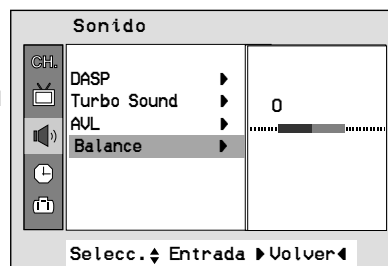 Sonido
CH.
DASP
Turbo Sound
AVL
Balance
0
Selecc. Entrada Volver